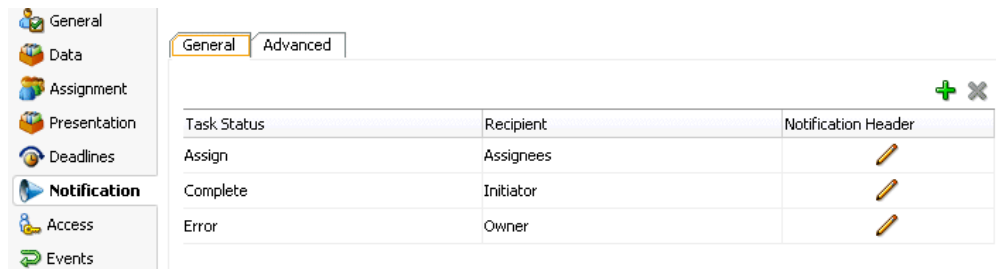 General
Data
Assignment
Presentation
Deadlines
Notification
Access
Events
General Advanced
Task Status Recipient Notification Header
Assign Assignees
Complete Initiator
Error Owner